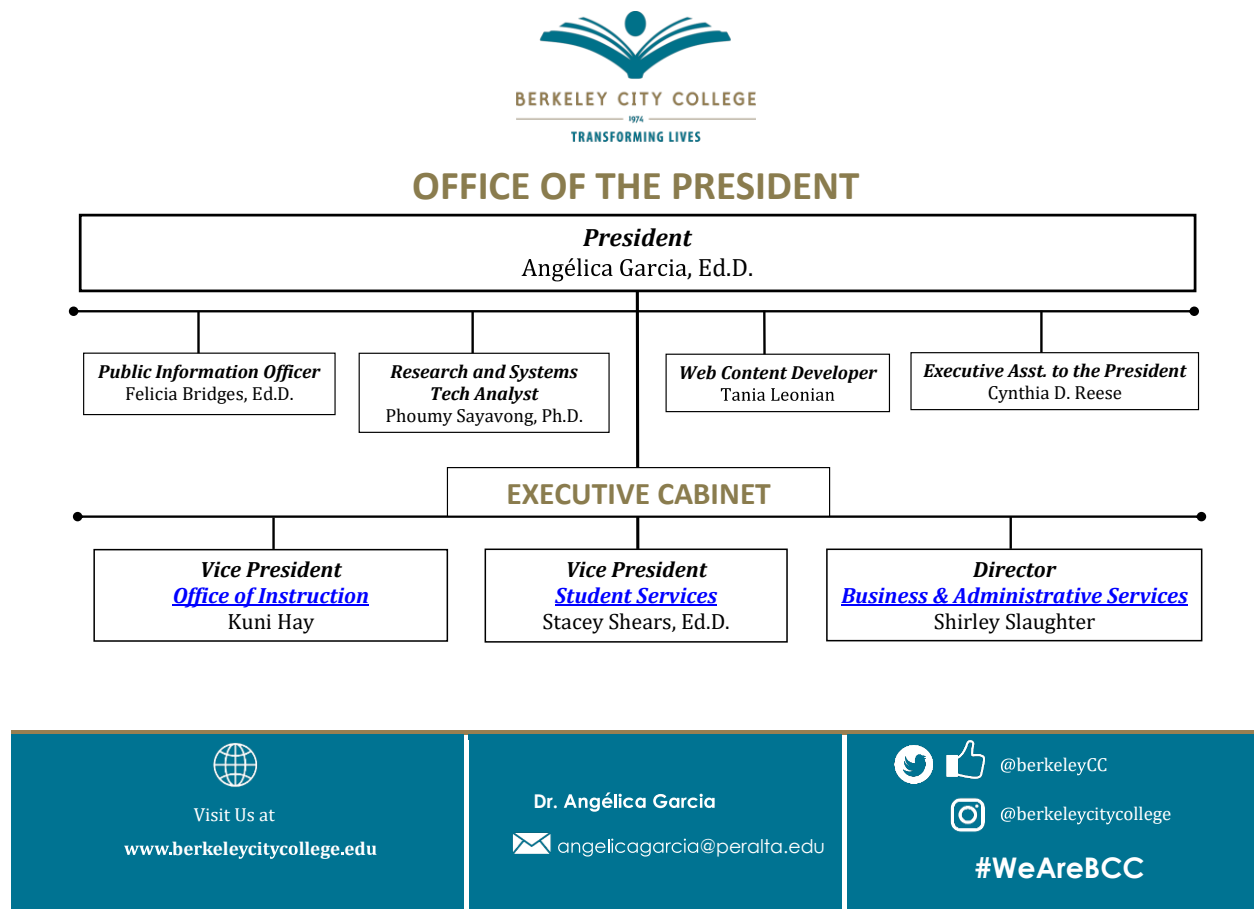 BERKELEY CITY COLLEGE
1974
TRANSFORMING LIVES
OFFICE OF THE PRESIDENT
President
Angélica Garcia, Ed.D.
Public Information Officer
Felicia Bridges, Ed.D.
Research and Systems
Tech Analyst
Phoumy Sayavong, Ph.D.
Web Content Developer
Tania Leonian
Executive Asst. to the President
Cynthia D. Reese
EXECUTIVE CABINET
Vice President
Office of Instruction
Kuni Hay
Vice President
Student Services
Stacey Shears, Ed.D.
Director
Business & Administrative Services
Shirley Slaughter
Visit Us at
www.berkeleycitycollege.edu
Dr. Angélica Garcia
angelicagarcia@peralta.edu
@berkeleyCC
@berkeleycitycollege
#WeAreBCC